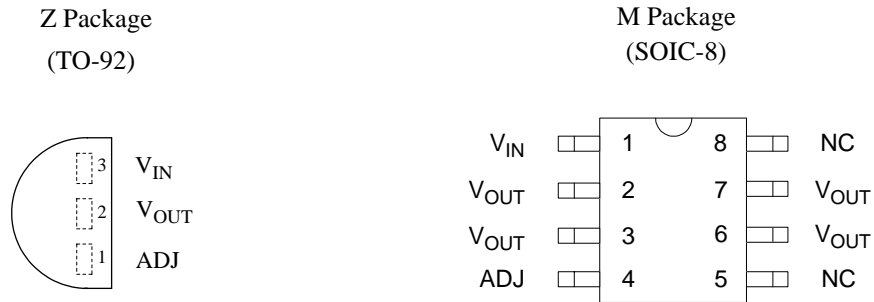 Z Package
(TO-92)
3 VIN
2 VOUT
1 ADJ
M Package
(SOIC-8)
VIN 1 8 NC
VOUT 2 7 VOUT
VOUT 3 6 VOUT
ADJ 4 5 NC